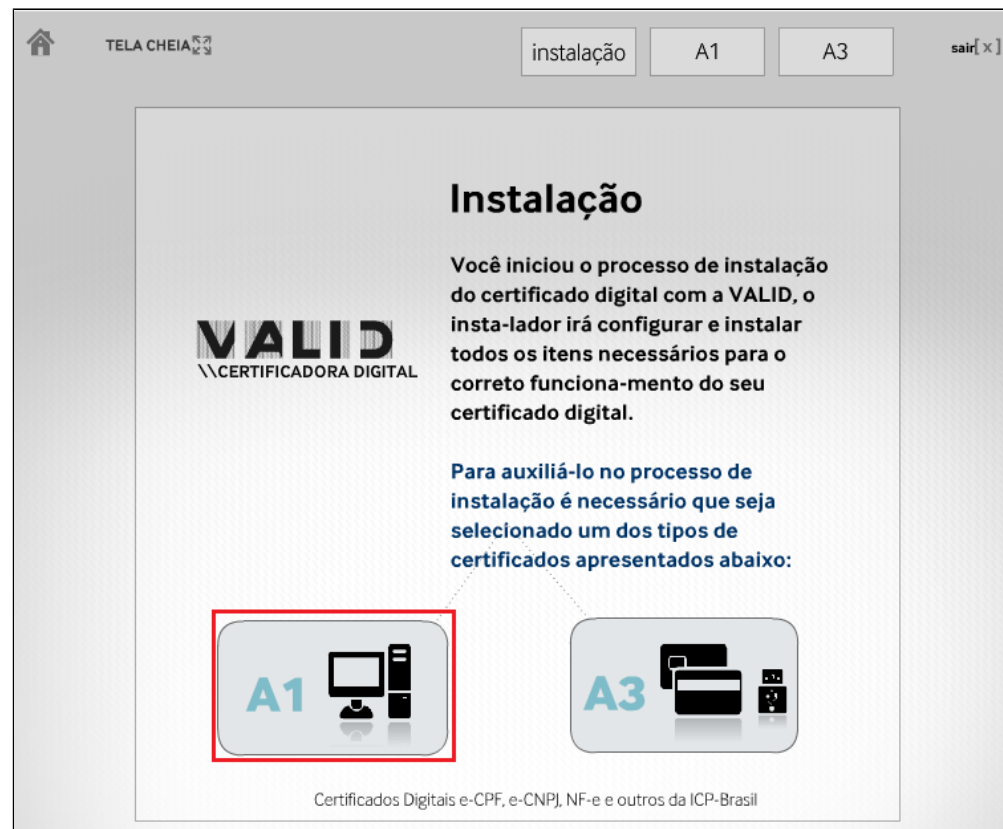 TELA CHEIA
instalação
A1
A3
sair[ x ]
Instalação
Você iniciou o processo de instalação
do certificado digital com a VALID, o
insta-lador irá configurar e instalar
todos os itens necessários para o
correto funciona-mento do seu
certificado digital.
VALID
\\CERTIFICADORA DIGITAL
Para auxiliá-lo no processo de
instalação é necessário que seja
selecionado um dos tipos de
certificados apresentados abaixo:
A1
A3
Certificados Digitais e-CPF, e-CNPJ, NF-e e outros da ICP-Brasil